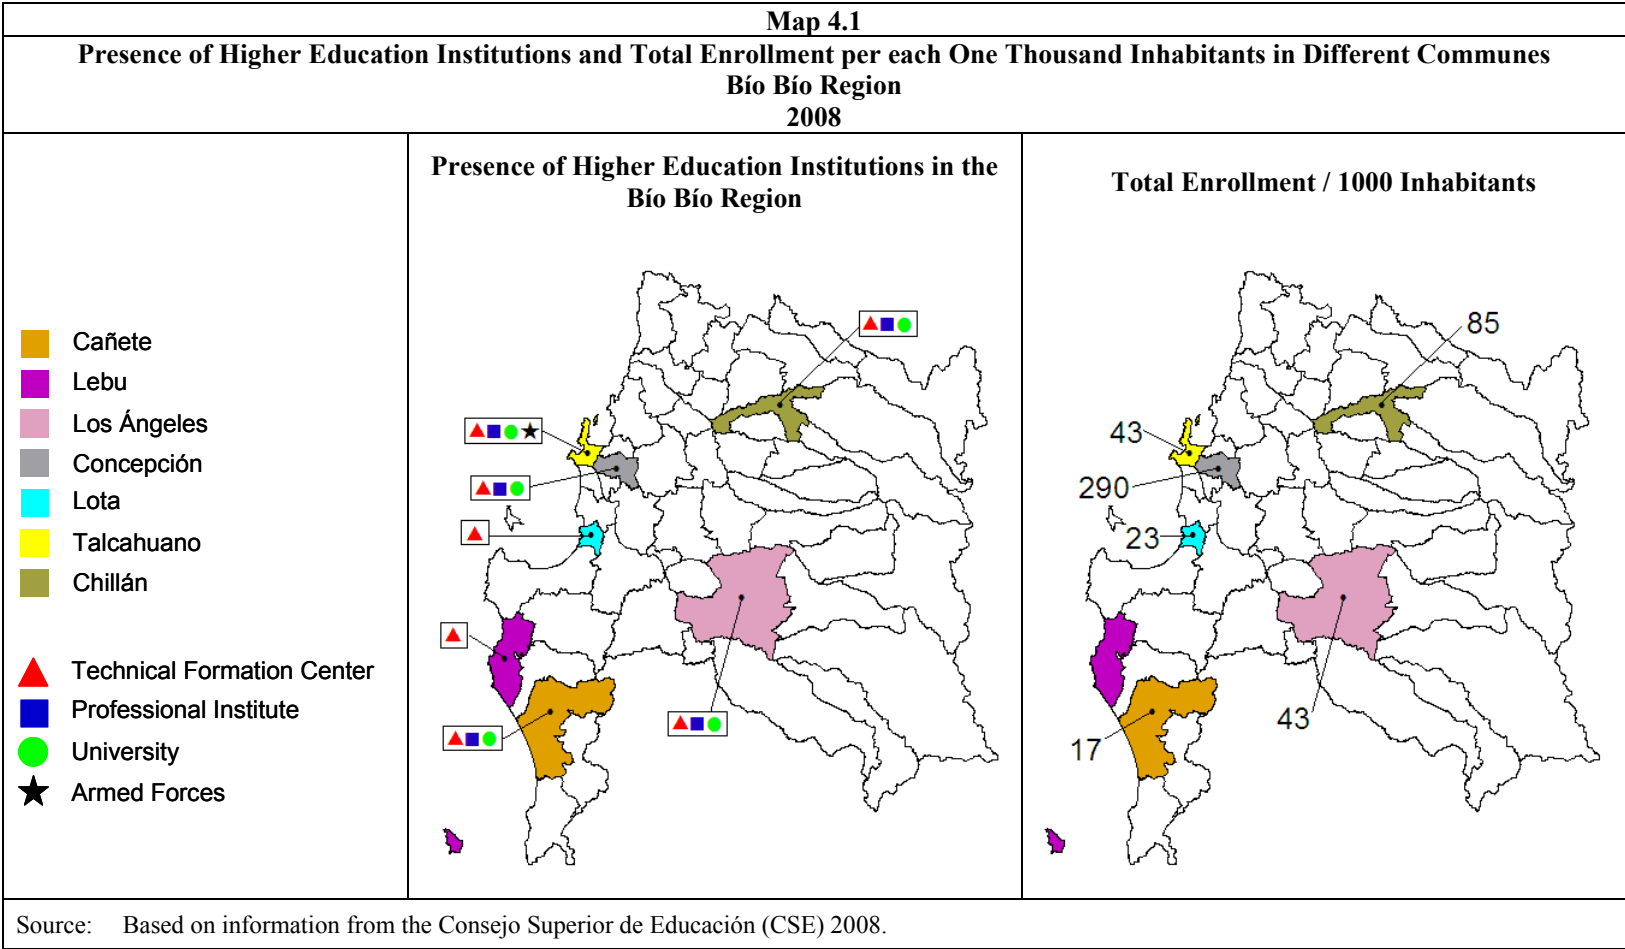 Map 4.1
Presence of Higher Education Institutions and Total Enrollment per each One Thousand Inhabitants in Different Communes
Bío Bío Region
2008
Cañete
Lebu
Los Ángeles
Concepción
Lota
Talcahuano
Chillán
Technical Formation Center
Professional Institute
University
Armed Forces
Presence of Higher Education Institutions in the
Bío Bío Region
Total Enrollment / 1000 Inhabitants
85
43
290
23
43
17
Source: Based on information from the Consejo Superior de Educación (CSE) 2008.